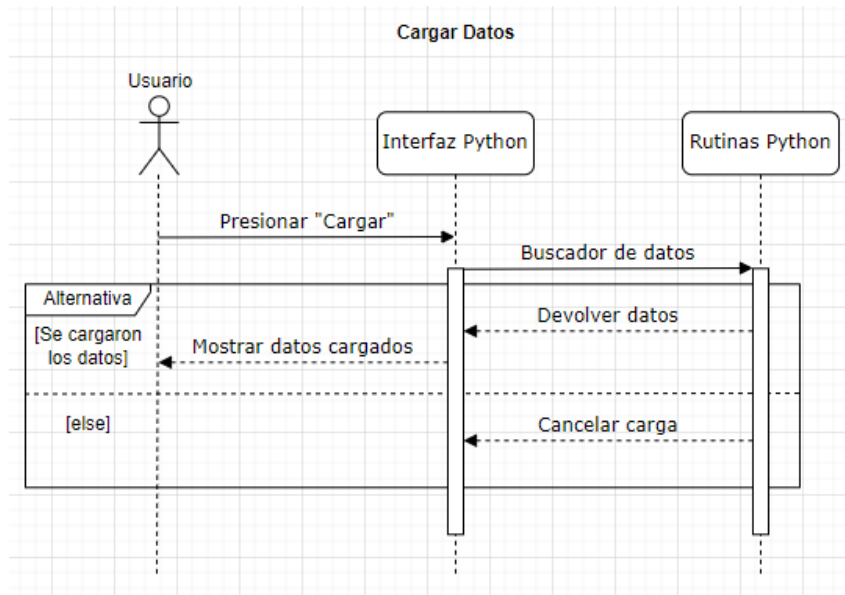 Cargar Datos
Usuario
Interfaz Python
Rutinas Python
Presionar "Cargar"
Buscador de datos
Alternativa
Devolver datos
[Se cargaron
los datos]
Mostrar datos cargados
[else]
Cancelar carga